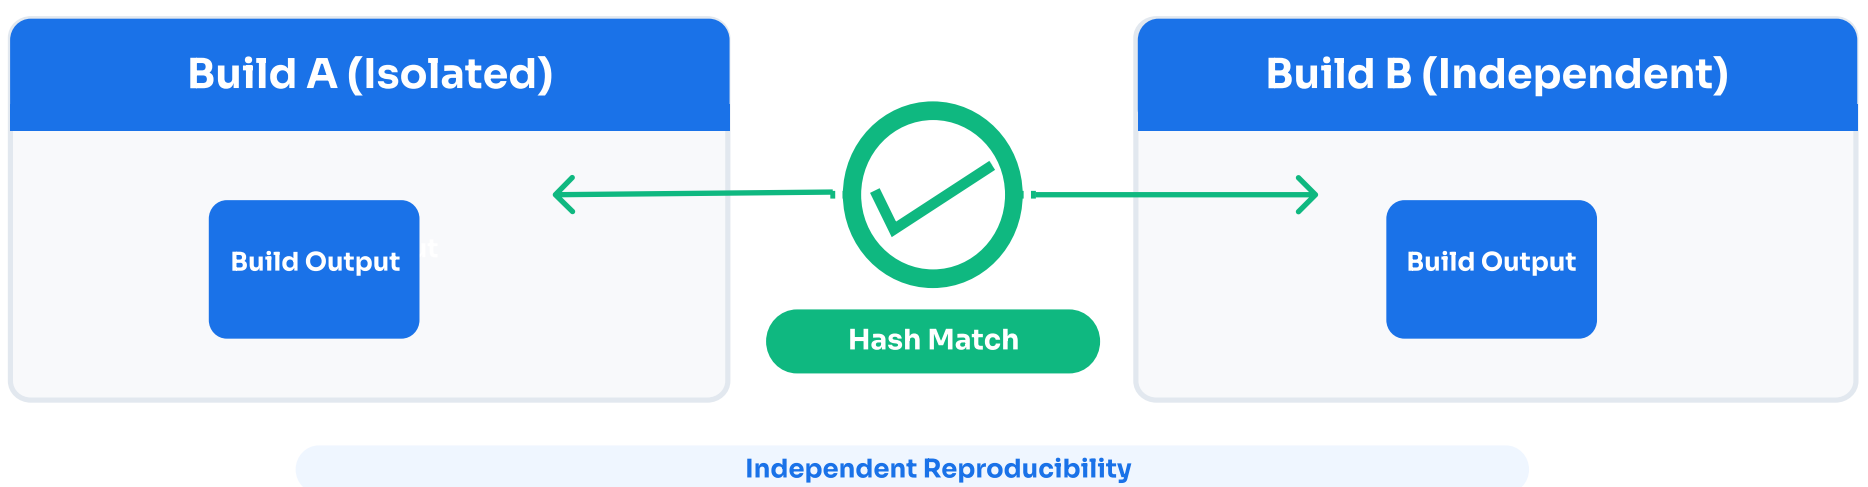 Build A (Isolated)
Build B (Independent)
Build Output
Build Output
Hash Match
Independent Reproducibility